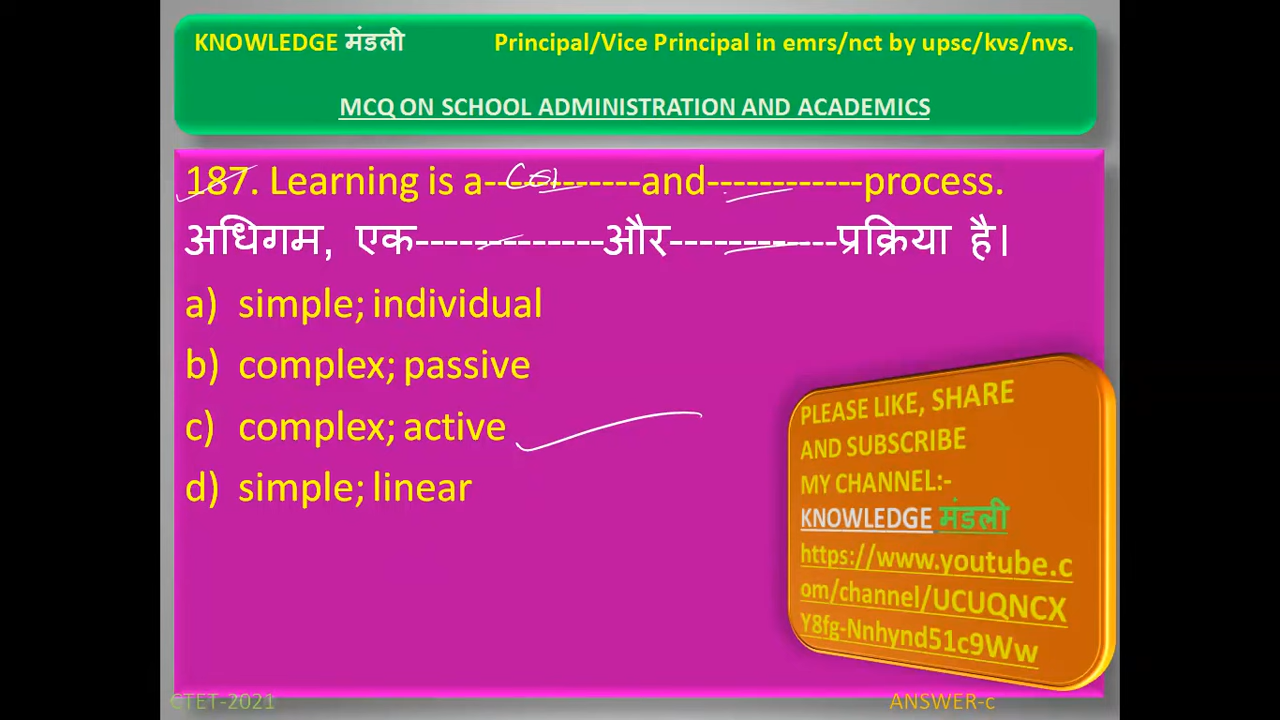 KNOWLEDGE मंडली Principal/Vice Principal in emrs/nct by upsc/kvs/nvs.
MCQ ON SCHOOL ADMINISTRATION AND ACADEMICS
187. Learning is a------------and------------process.
अधिगम, एक-------------और------------प्रक्रिया है।
a) simple; individual
b) complex; passive
c) complex; active
d) simple; linear
PLEASE LIKE, SHARE
AND SUBSCRIBE
MY CHANNEL:-
KNOWLEDGE मंडली
https://www.youtube.c
om/channel/UCUQNCX
Y8fg-Nnhynd51c9Ww
CTET-2021 ANSWER-c